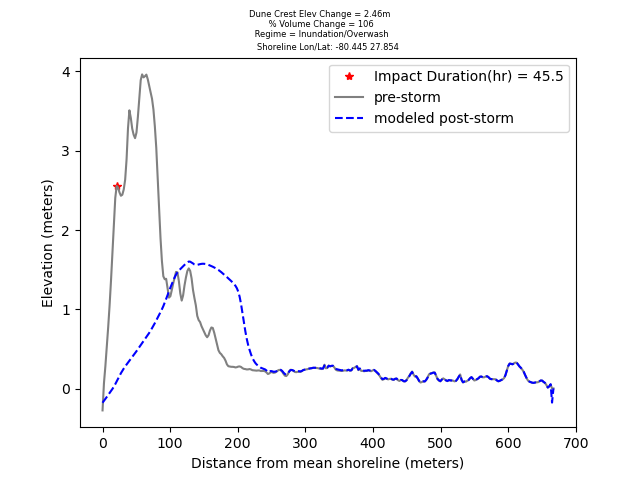 Dune Crest Elev Change = 2.46m
% Volume Change = 106
Regime = Inundation/Overwash
Shoreline Lon/Lat: -80.445 27.854
Impact Duration(hr) = 45.5
pre-storm
modeled post-storm
Elevation (meters)
4
3
2
1
0
0 100 200 300 400 500 600 700
Distance from mean shoreline (meters)